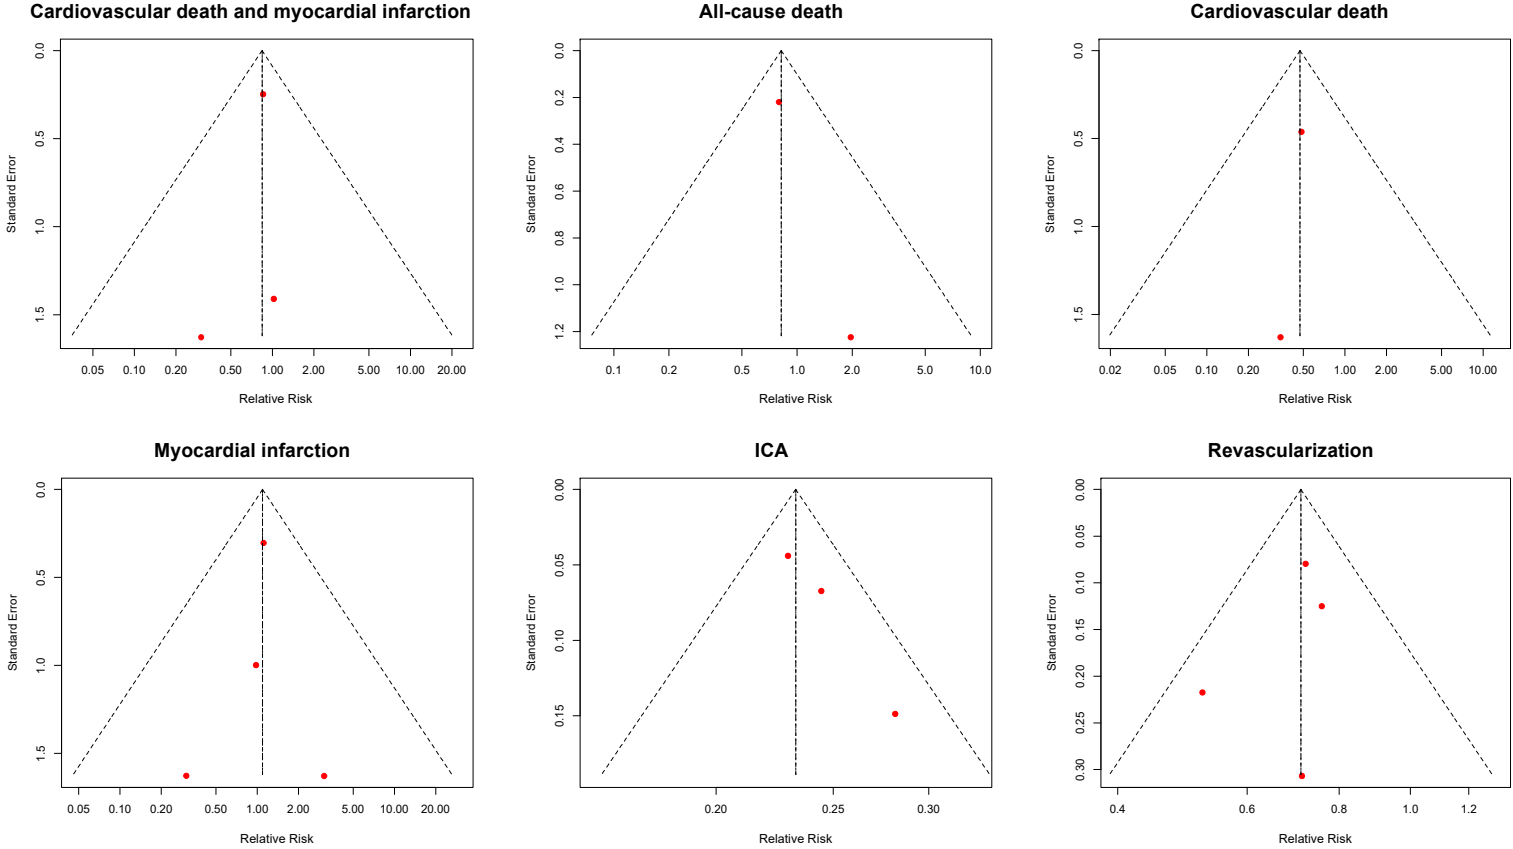 Cardiovascular death and myocardial infarction
Standard Error
0.0
0.5
1.0
1.5
0.05 0.10 0.20 0.50 1.00 2.00 5.00 10.00 20.00
Relative Risk
All-cause death
Standard Error
0.0
0.2
0.4
0.6
0.8
1.0
1.2
0.1 0.2 0.5 1.0 2.0 5.0 10.0
Relative Risk
Cardiovascular death
Standard Error
0.0
0.5
1.0
1.5
0.02 0.05 0.10 0.20 0.50 1.00 2.00 5.00 10.00
Relative Risk
Myocardial infarction
Standard Error
0.0
0.5
1.0
1.5
0.05 0.10 0.20 0.50 1.00 2.00 5.00 10.00 20.00
Relative Risk
ICA
Standard Error
0.00
0.05
0.10
0.15
0.20 0.25 0.30
Relative Risk
Revascularization
Standard Error
0.00
0.05
0.10
0.15
0.20
0.25
0.30
0.4 0.6 0.8 1.0 1.2
Relative Risk